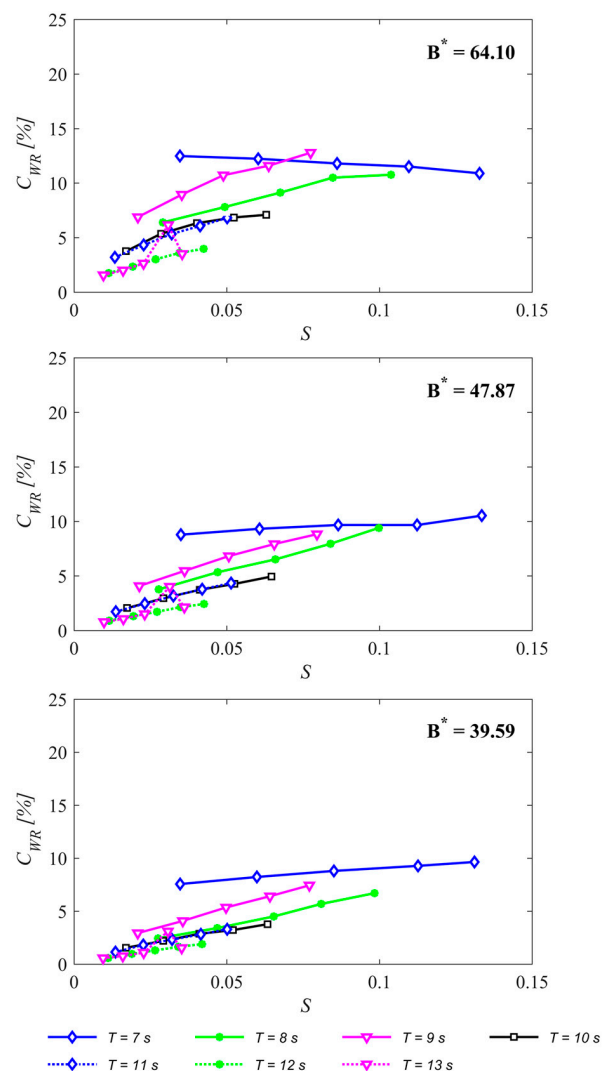 25
20
15
10
5
0
C_WR [%]
B* = 64.10
0 0.05 0.1 0.15
S
25
20
15
10
5
0
C_WR [%]
B* = 47.87
0 0.05 0.1 0.15
S
25
20
15
10
5
0
C_WR [%]
B* = 39.59
0 0.05 0.1 0.15
S
T = 7 s T = 8 s T = 9 s T = 10 s
T = 11 s T = 12 s T = 13 s